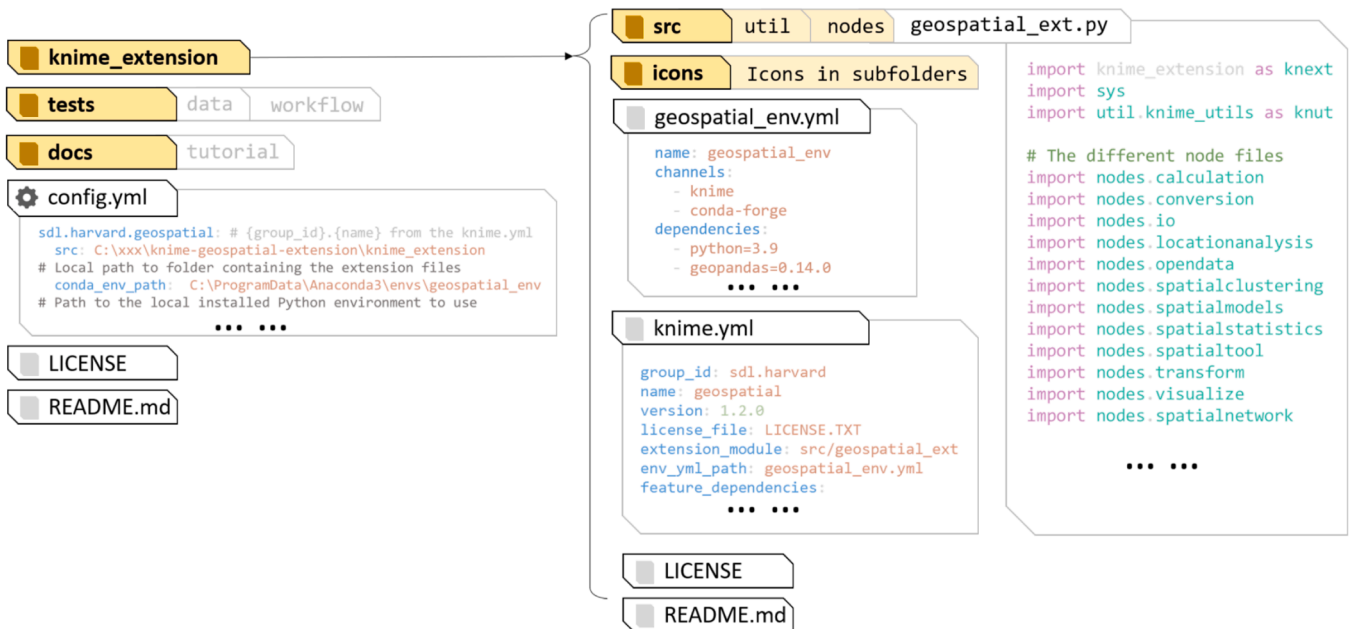 knime_extension
tests data workflow
docs tutorial
config.yml
sdl.harvard.geospatial: # {group_id}.{name} from the knime.yml
src: C:\xxx\knime-geospatial-extension\knime_extension
# Local path to folder containing the extension files
conda_env_path: C:\ProgramData\Anaconda3\envs\geospatial_env
# Path to the local installed Python environment to use
... ...
LICENSE
README.md
src util nodes geospatial_ext.py
icons Icons in subfolders
geospatial_env.yml
name: geospatial_env
channels:
- knime
- conda-forge
dependencies:
- python=3.9
- geopandas=0.14.0
... ...
knime.yml
group_id: sdl.harvard
name: geospatial
version: 1.2.0
license_file: LICENSE.TXT
extension_module: src/geospatial_ext
env_yml_path: geospatial_env.yml
feature_dependencies:
... ...
LICENSE
README.md
import knime_extension as knext
import sys
import util.knime_utils as knut
# The different node files
import nodes.calculation
import nodes.conversion
import nodes.io
import nodes.locationanalysis
import nodes.opendata
import nodes.spatialclustering
import nodes.spatialmodels
import nodes.spatialstatistics
import nodes.spatialtool
import nodes.transform
import nodes.visualize
import nodes.spatialnetwork
... ...